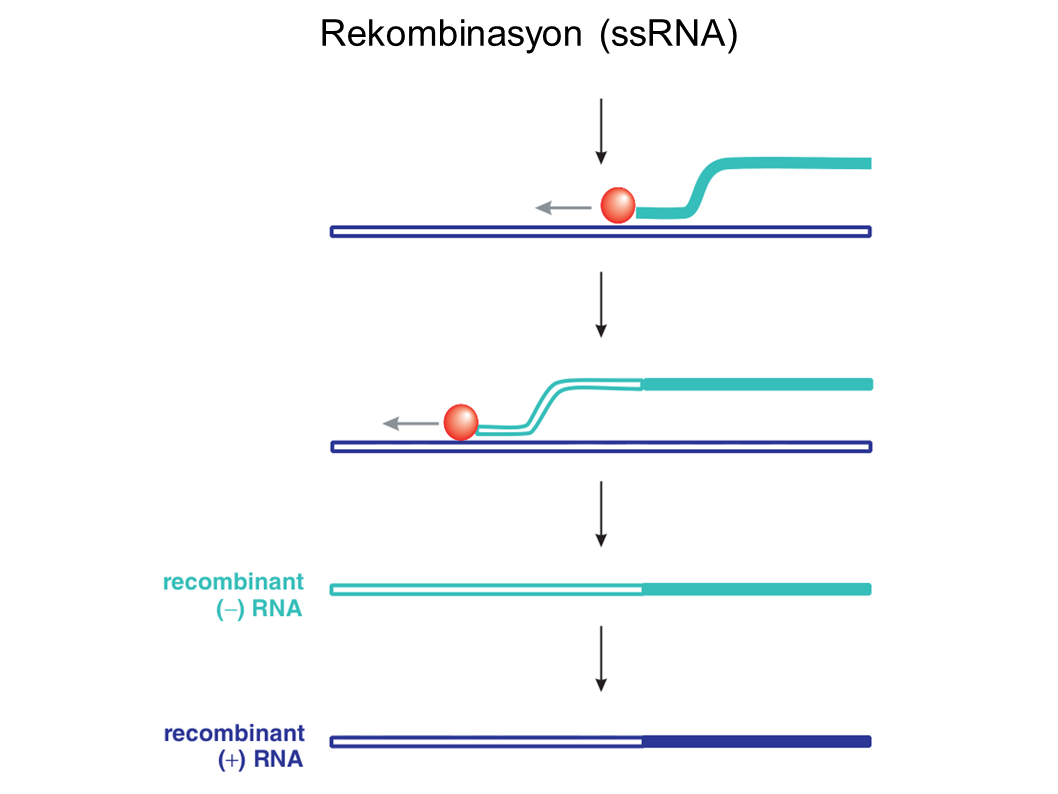 Rekombinasyon (ssRNA)
recombinant
(–) RNA
recombinant
(+) RNA